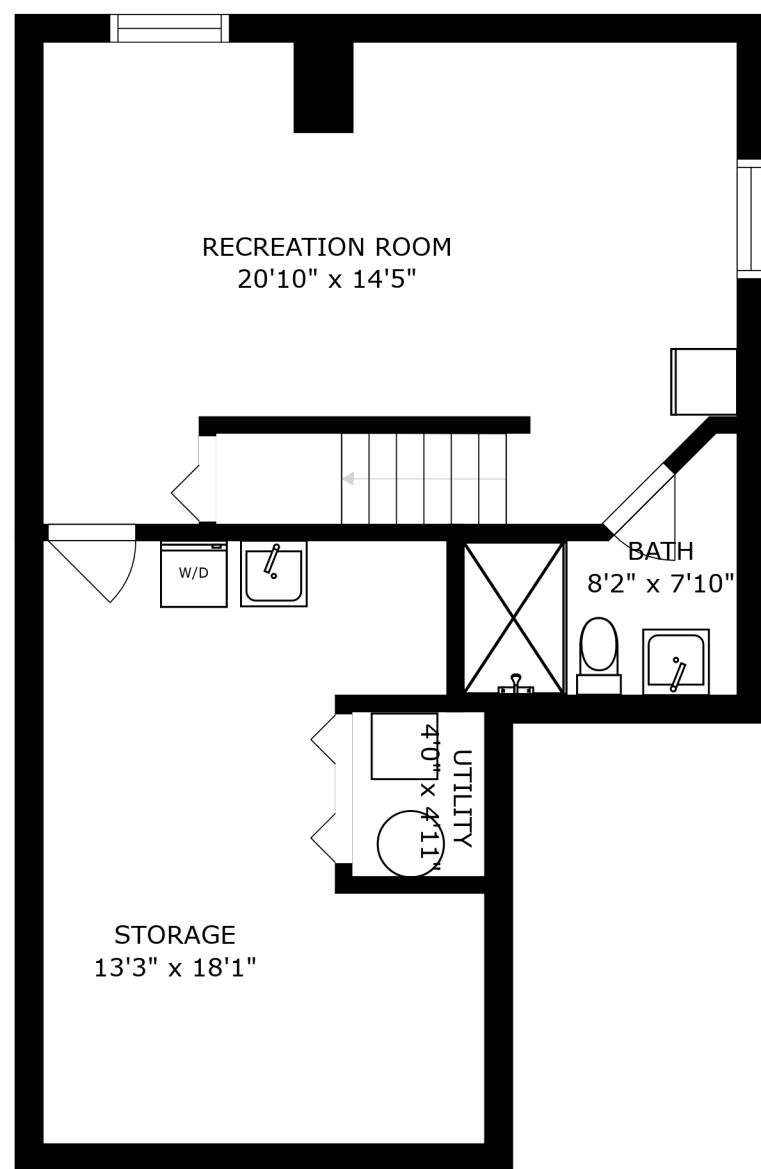 RECREATION ROOM
20'10" x 14'5"
W/D
BATH
8'2" x 7'10"
UTILITY
4'0" x 4'11"
STORAGE
13'3" x 18'1"